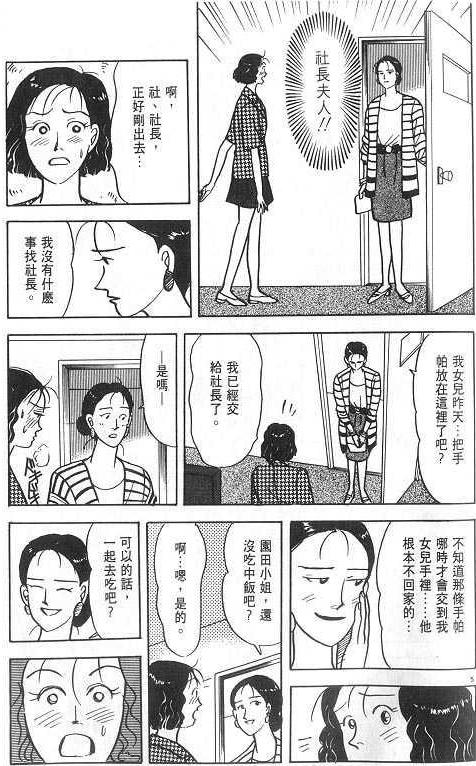 社長夫人!!
啊，
社、社長，
正好剛出去…
我沒有什麼
事找社長。
我女兒昨天…把手
帕放在這裡了吧？
我已經交
給社長了。
─是嗎─
不知道那條手帕
哪時才會交到我
女兒手裡……他
根本不回家的…
園田小姐，還
沒吃中飯吧？
啊…嗯，是的。
可以的話，
一起去吃吧？
5